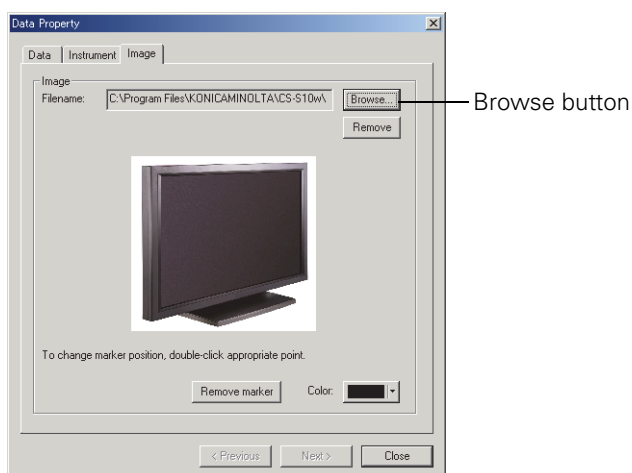 Data Property
Data Instrument Image
Image
Filename: C:\Program Files\KONICAMINOLTA\CS-S10w\ Browse...
Browse button
Remove
To change marker position, double-click appropriate point.
Remove marker Color:
< Previous Next > Close